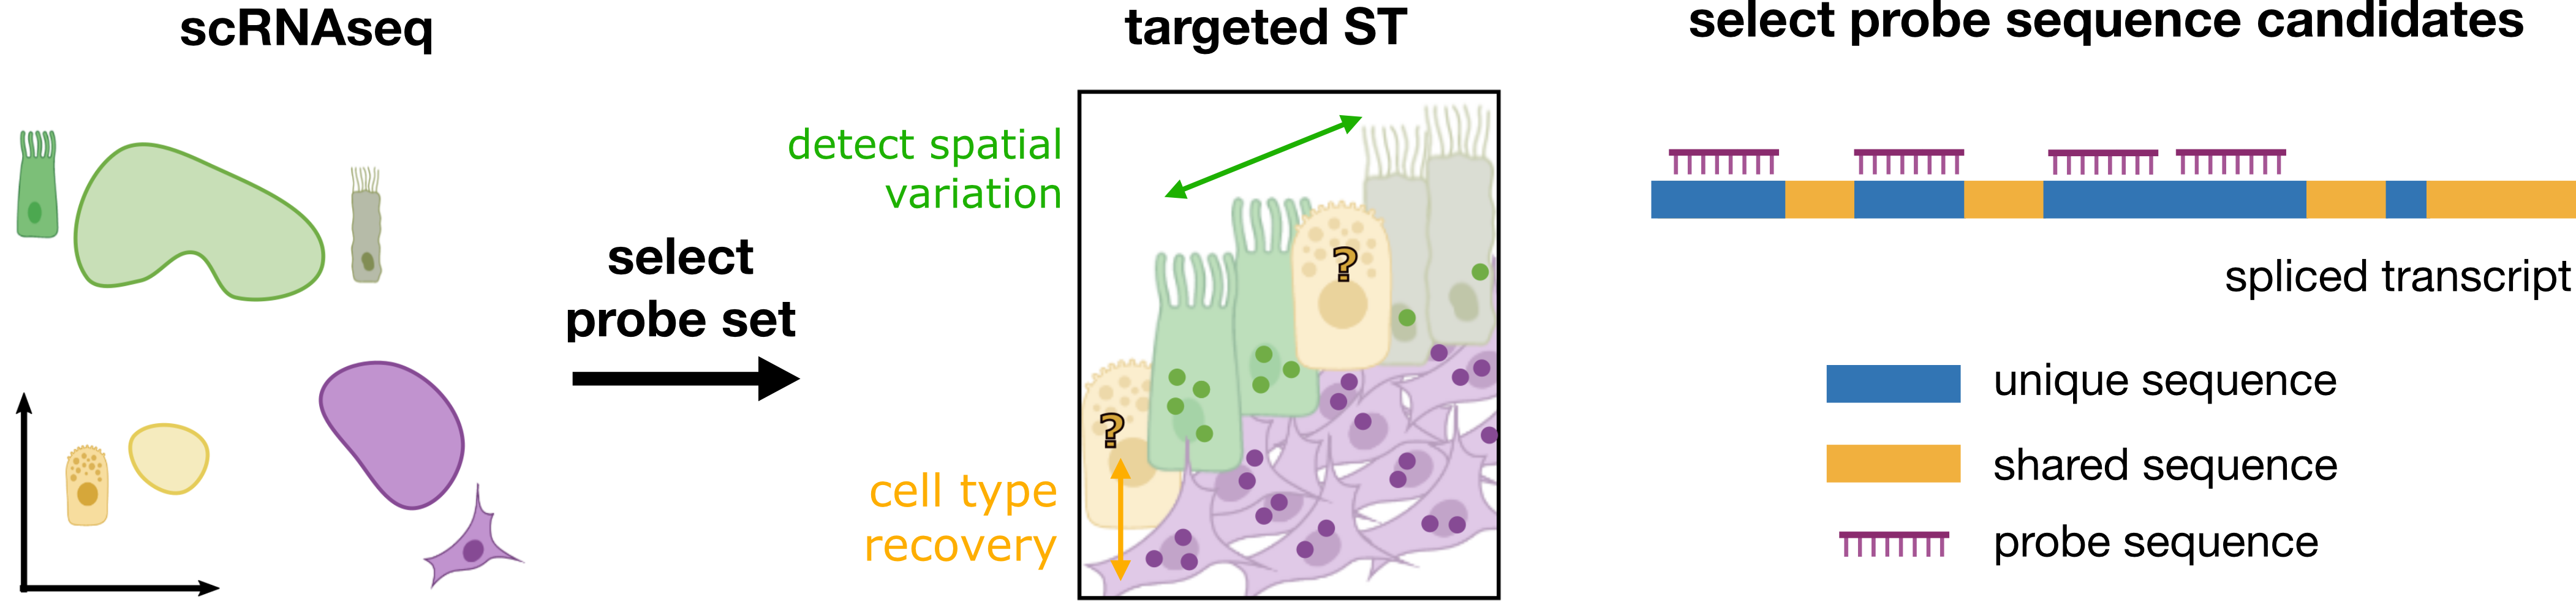 scRNAseq
select
probe set
targeted ST
detect spatial
variation
?
?
cell type
recovery
select probe sequence candidates
spliced transcript
unique sequence
shared sequence
probe sequence